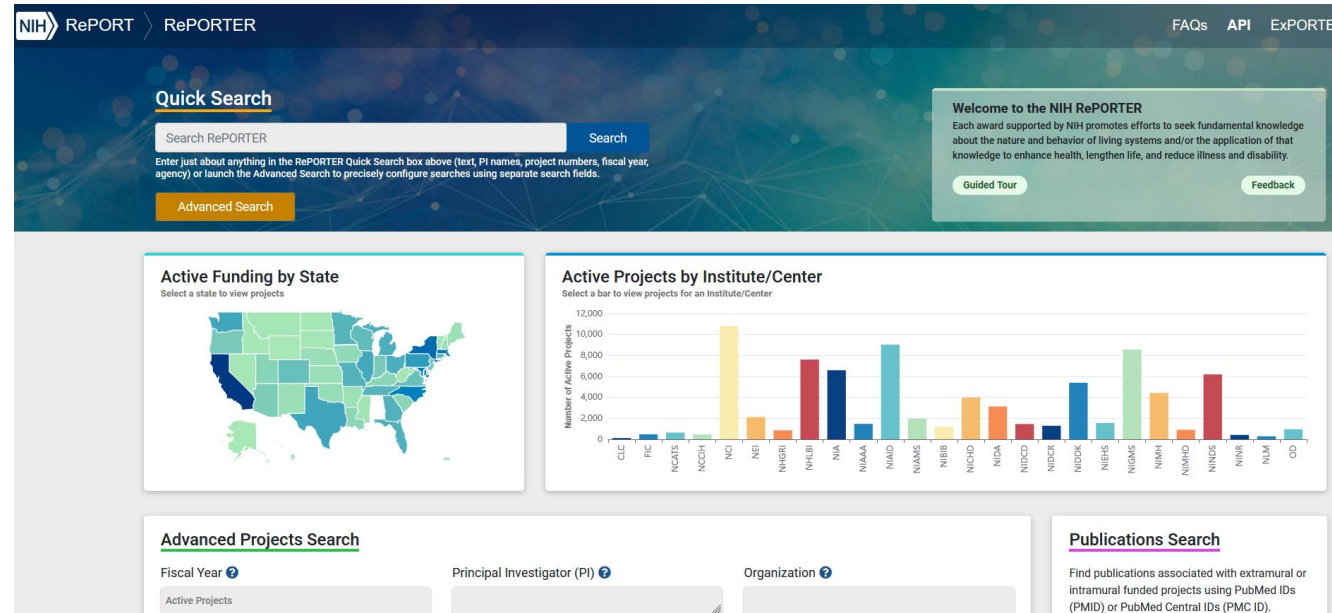 NIH RePORT RePORTER
FAQs API ExPORTE
Quick Search
Search RePORTER
Search
Enter just about anything in the RePORTER Quick Search box above (text, PI names, project numbers, fiscal year,
agency) or launch the Advanced Search to precisely configure searches using separate search fields.
Advanced Search
Welcome to the NIH RePORTER
Each award supported by NIH promotes efforts to seek fundamental knowledge
about the nature and behavior of living systems and/or the application of that
knowledge to enhance health, lengthen life, and reduce illness and disability.
Guided Tour
Feedback
Active Funding by State
Select a state to view projects
Active Projects by Institute/Center
Select a bar to view projects for an Institute/Center
Number of Active Projects
12,000
10,000
8,000
6,000
4,000
2,000
0
CLC
FIC
NCATS
NCCIH
NCI
NEI
NHGRI
NHLBI
NIA
NIAAA
NIAID
NIAMS
NIBIB
NICHD
NIDA
NIDCD
NIDCR
NIDDK
NIEHS
NIGMS
NIMH
NIMHD
NINDS
NINR
NLM
OD
Advanced Projects Search
Fiscal Year ?
Active Projects
Principal Investigator (PI) ?
Organization ?
Publications Search
Find publications associated with extramural or
intramural funded projects using PubMed IDs
(PMID) or PubMed Central IDs (PMC ID).